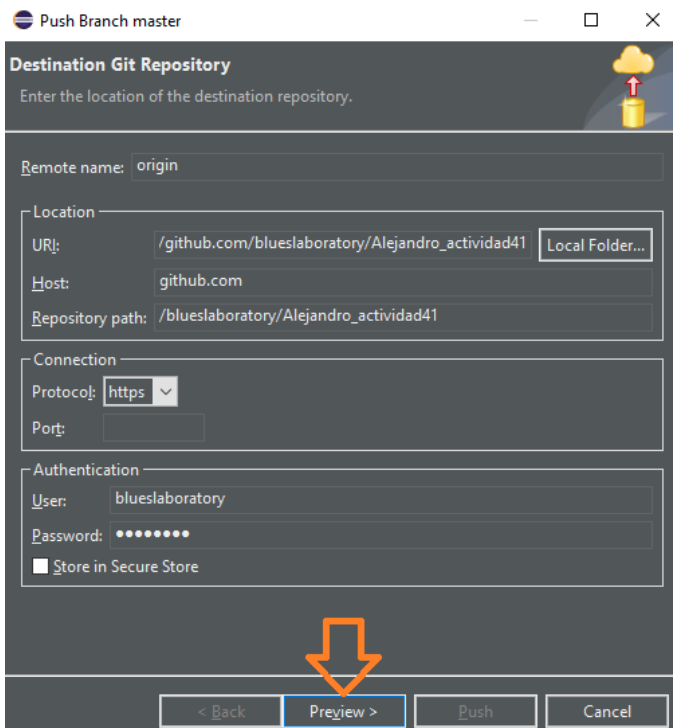 Push Branch master
Destination Git Repository
Enter the location of the destination repository.
Remote name: origin
Location
URI: /github.com/blueslaboratory/Alejandro_actividad41 Local Folder...
Host: github.com
Repository path: /blueslaboratory/Alejandro_actividad41
Connection
Protocol: https
Port:
Authentication
User: blueslaboratory
Password: ●●●●●●●●
Store in Secure Store
< Back Preview > Push Cancel